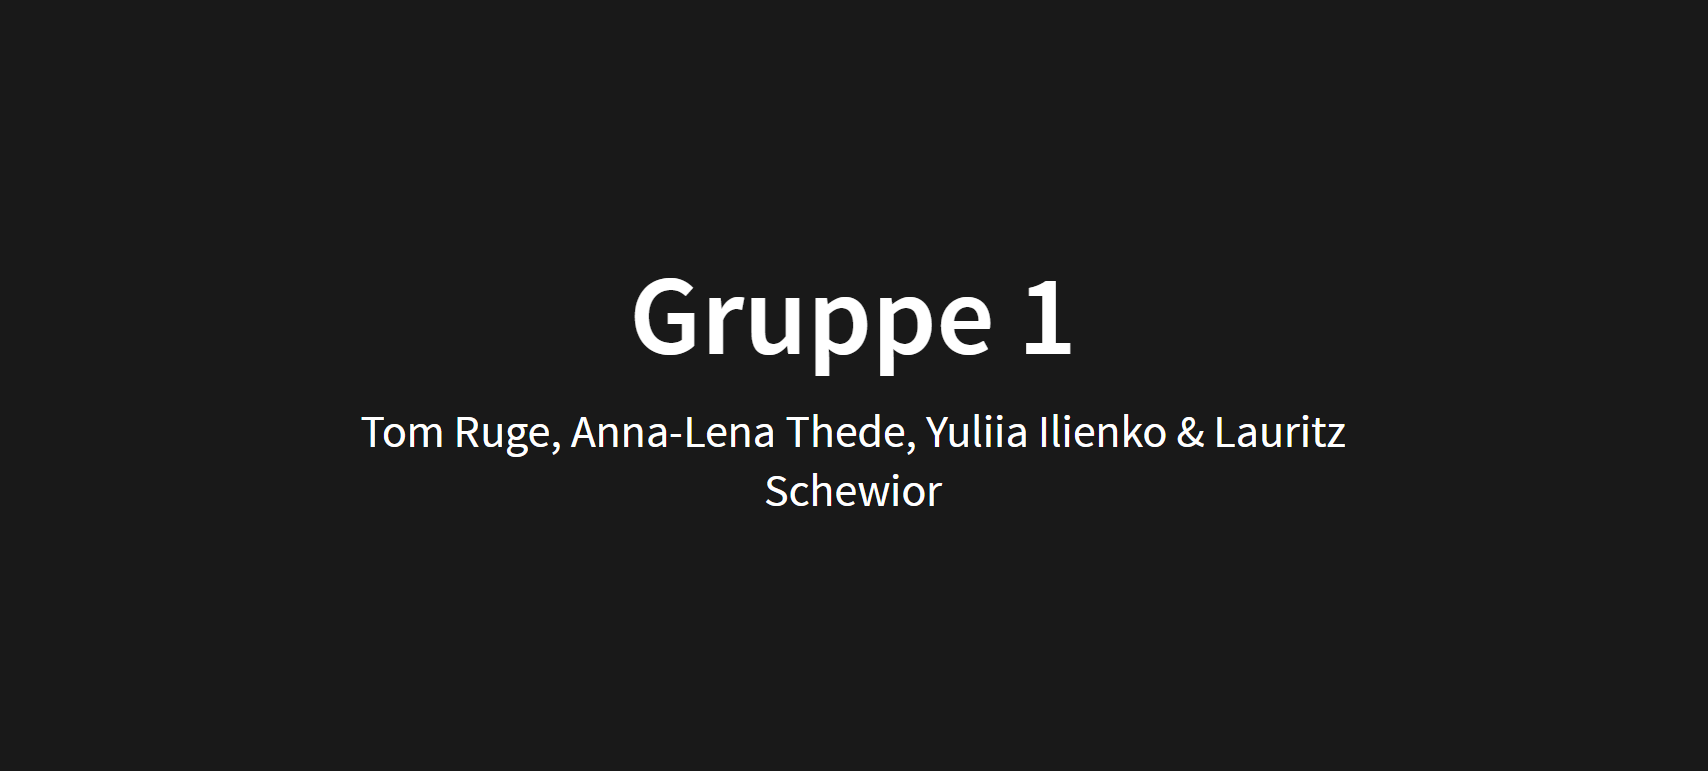 Gruppe 1
Tom Ruge, Anna-Lena Thede, Yuliia Ilienko & Lauritz
Schewior